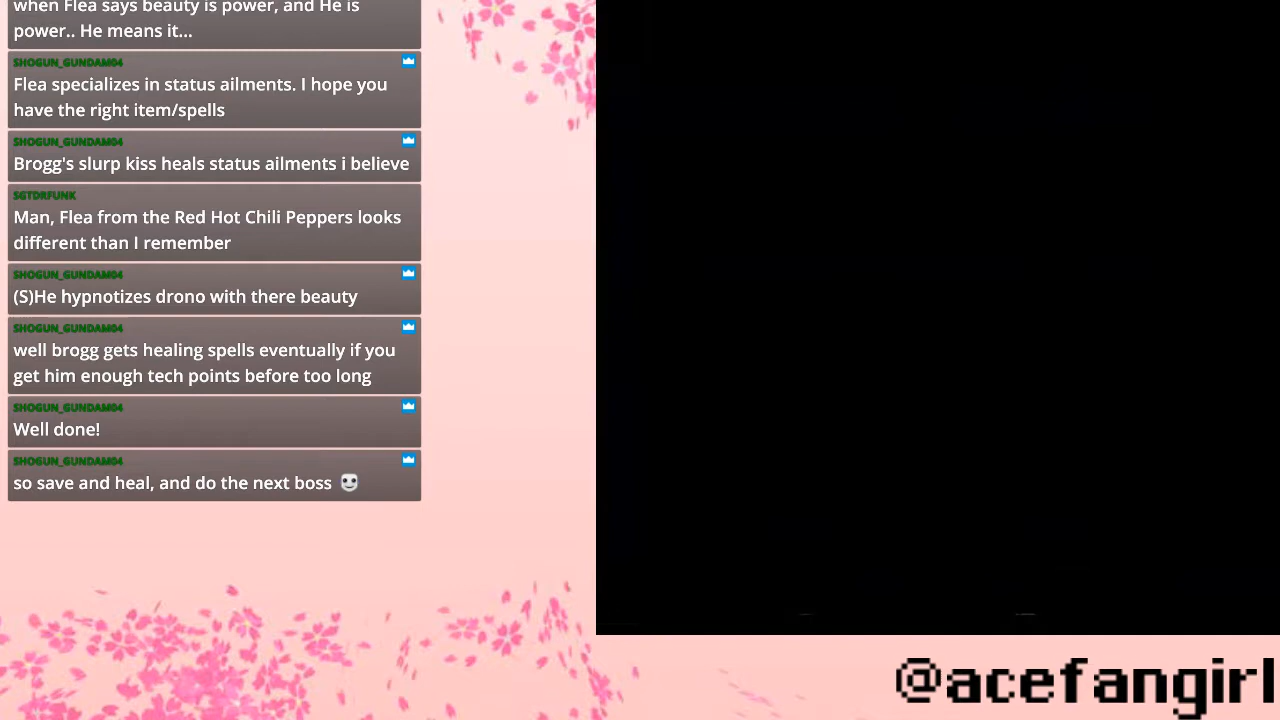 when Flea says beauty is power, and He is
power.. He means it...
SHOGUN_GUNDAM04
Flea specializes in status ailments. I hope you
have the right item/spells
SHOGUN_GUNDAM04
Brogg's slurp kiss heals status ailments i believe
SGTDRFUNK
Man, Flea from the Red Hot Chili Peppers looks
different than I remember
SHOGUN_GUNDAM04
(S)He hypnotizes drono with there beauty
SHOGUN_GUNDAM04
well brogg gets healing spells eventually if you
get him enough tech points before too long
SHOGUN_GUNDAM04
Well done!
SHOGUN_GUNDAM04
so save and heal, and do the next boss
@acefangirl